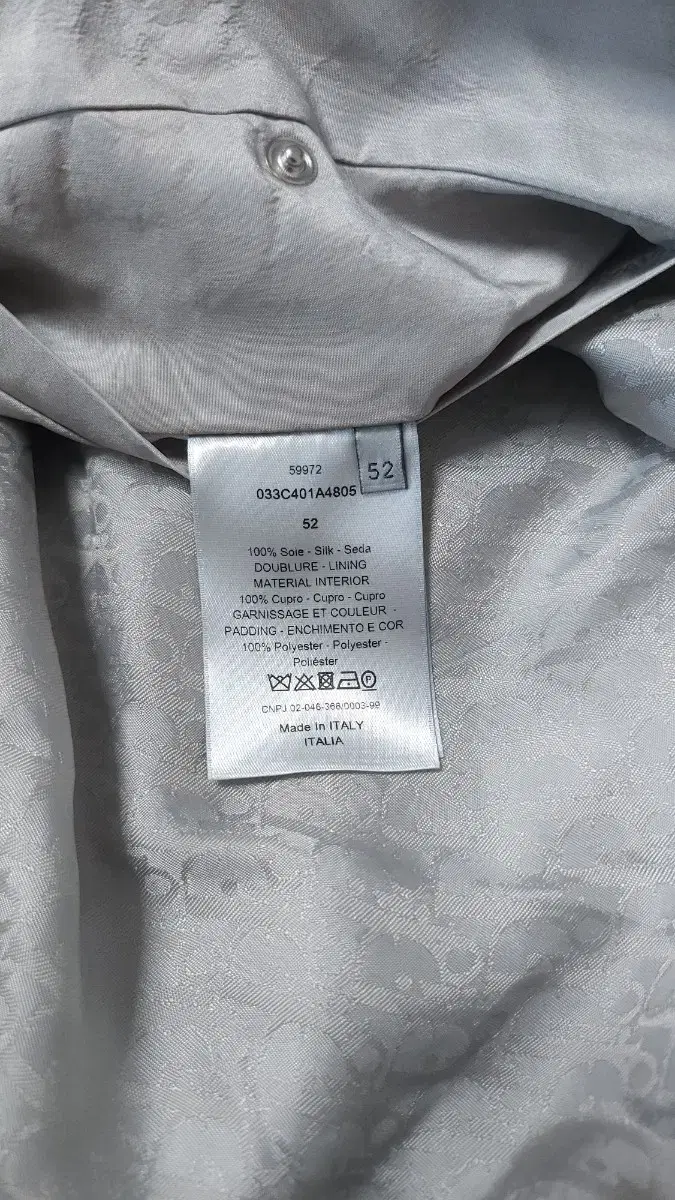 59972
52
033C401A4805
52
100% Soie - Silk - Seda
DOUBLURE - LINING
MATERIAL INTERIOR
100% Cupro - Cupro - Cupro
GARNISSAGE ET COULEUR -
PADDING - ENCHIMENTO E COR
100% Polyester - Polyester -
Poliéster
P
CNPJ 02-046-366/0003-99
Made in ITALY
ITALIA